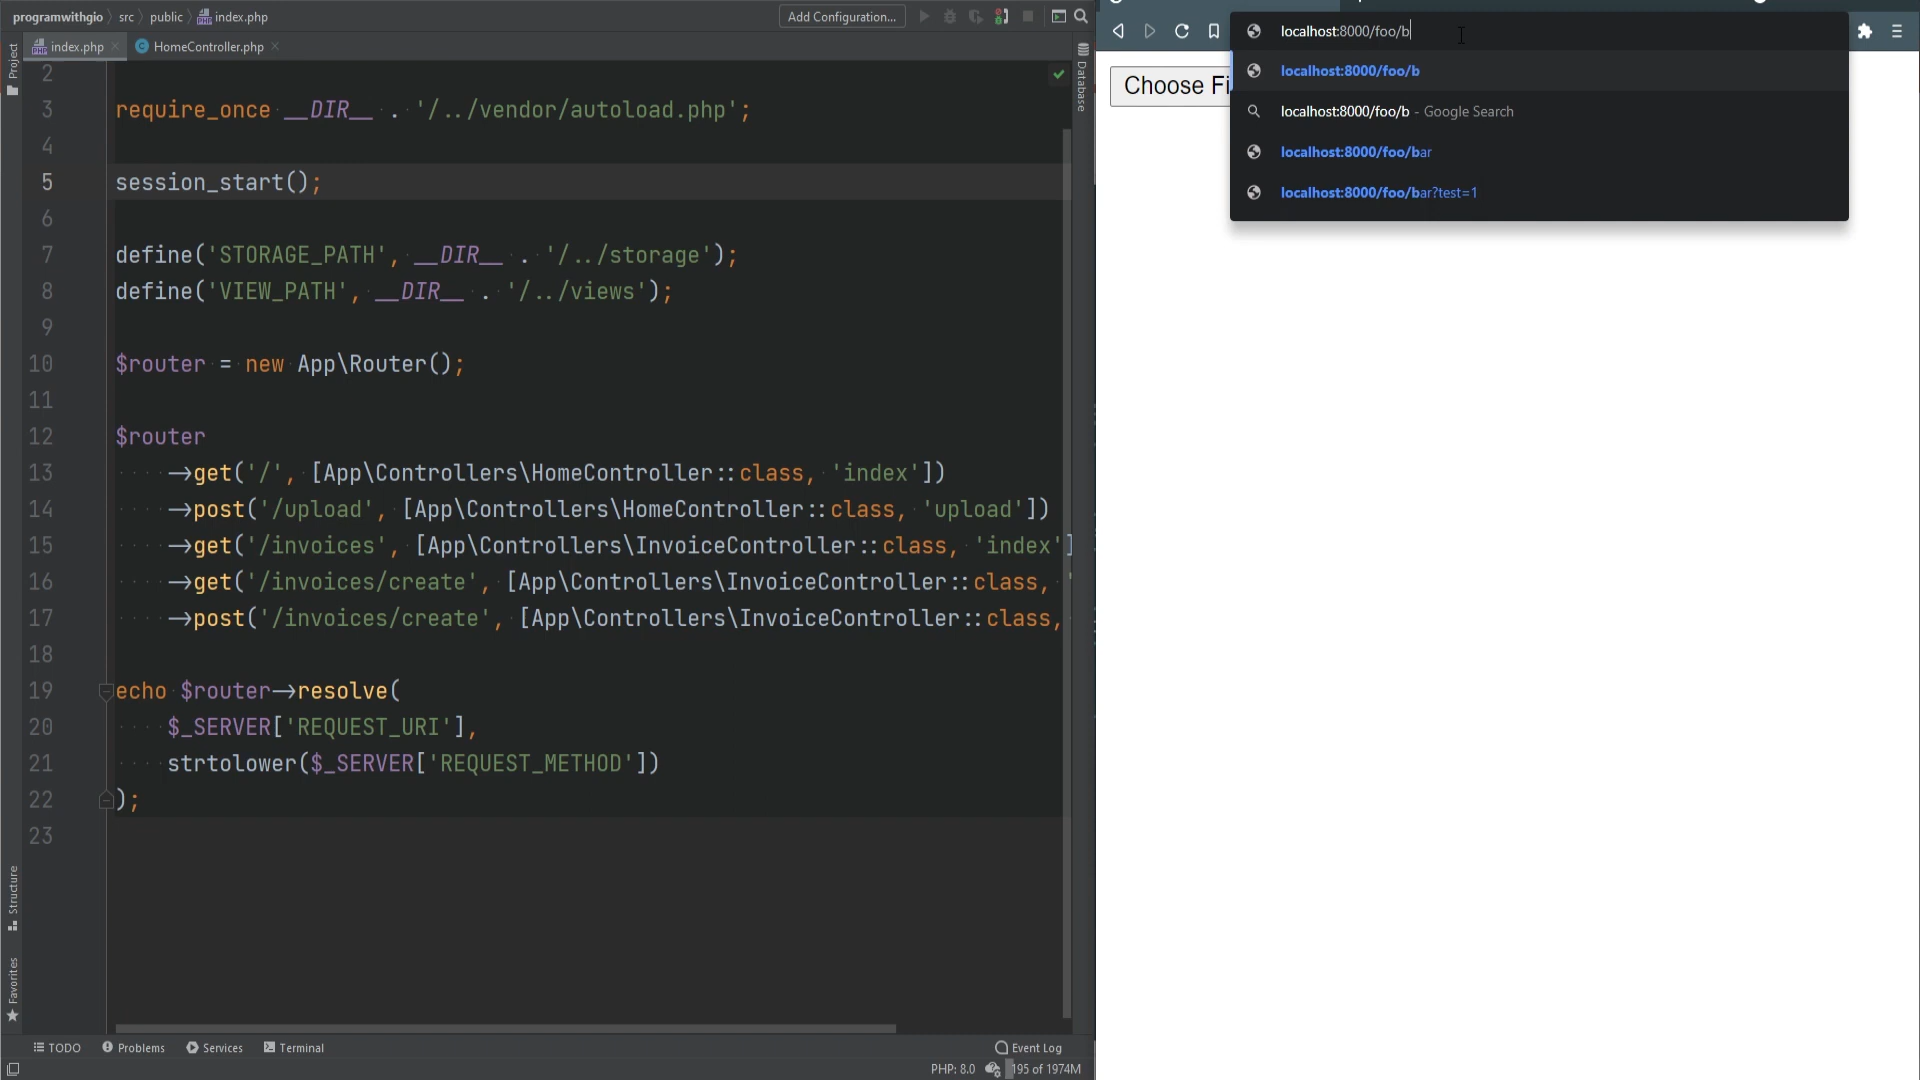 programwithgio src public index.php
Add Configuration...
index.php HomeController.php
Project
Database
2
3 require_once __DIR__ . '/../vendor/autoload.php';
4
5 session_start();
6
7 define('STORAGE_PATH', __DIR__ . '/../storage');
8 define('VIEW_PATH', __DIR__ . '/../views');
9
10 $router = new App\Router();
11
12 $router
13 →get('/', [App\Controllers\HomeController::class, 'index'])
14 →post('/upload', [App\Controllers\HomeController::class, 'upload'])
15 →get('/invoices', [App\Controllers\InvoiceController::class, 'index']
16 →get('/invoices/create', [App\Controllers\InvoiceController::class, '
17 →post('/invoices/create', [App\Controllers\InvoiceController::class,
18
19 echo $router→resolve(
20 $_SERVER['REQUEST_URI'],
21 strtolower($_SERVER['REQUEST_METHOD'])
22 );
23
Structure
Favorites
TODO Problems Services Terminal Event Log
PHP: 8.0 195 of 1974M
localhost:8000/foo/b
localhost:8000/foo/b
localhost:8000/foo/b - Google Search
localhost:8000/foo/bar
localhost:8000/foo/bar?test=1
Choose Fi